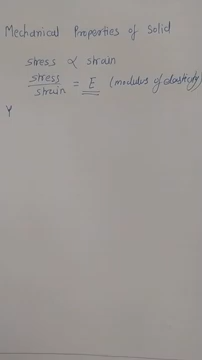 Mechanical Properties of Solid
stress ∝ strain
stress/strain = E (modulus of elasticity)
Y